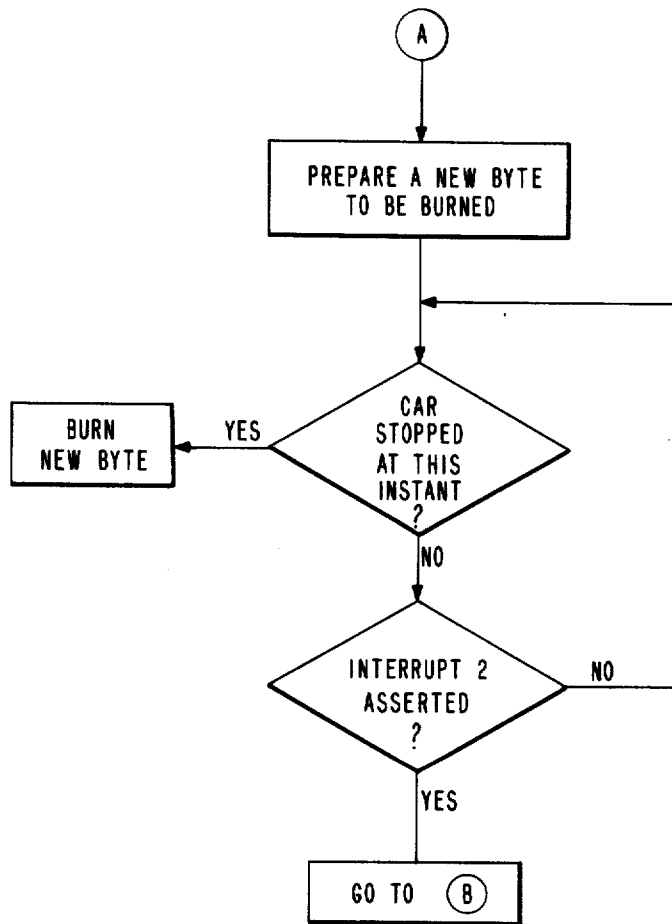 A
PREPARE A NEW BYTE
TO BE BURNED
CAR
STOPPED
AT THIS
INSTANT
?
YES
BURN
NEW BYTE
NO
INTERRUPT 2
ASSERTED
?
NO
YES
GO TO B